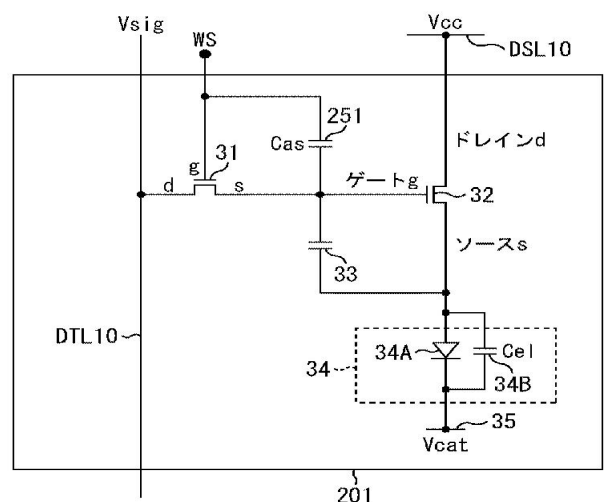 Vsig
WS
Vcc
DSL10
251
Cas
ドレインd
31
g
d
s
ゲートg
32
ソースs
33
DTL10
34
34A
Cel
34B
35
Vcat
201